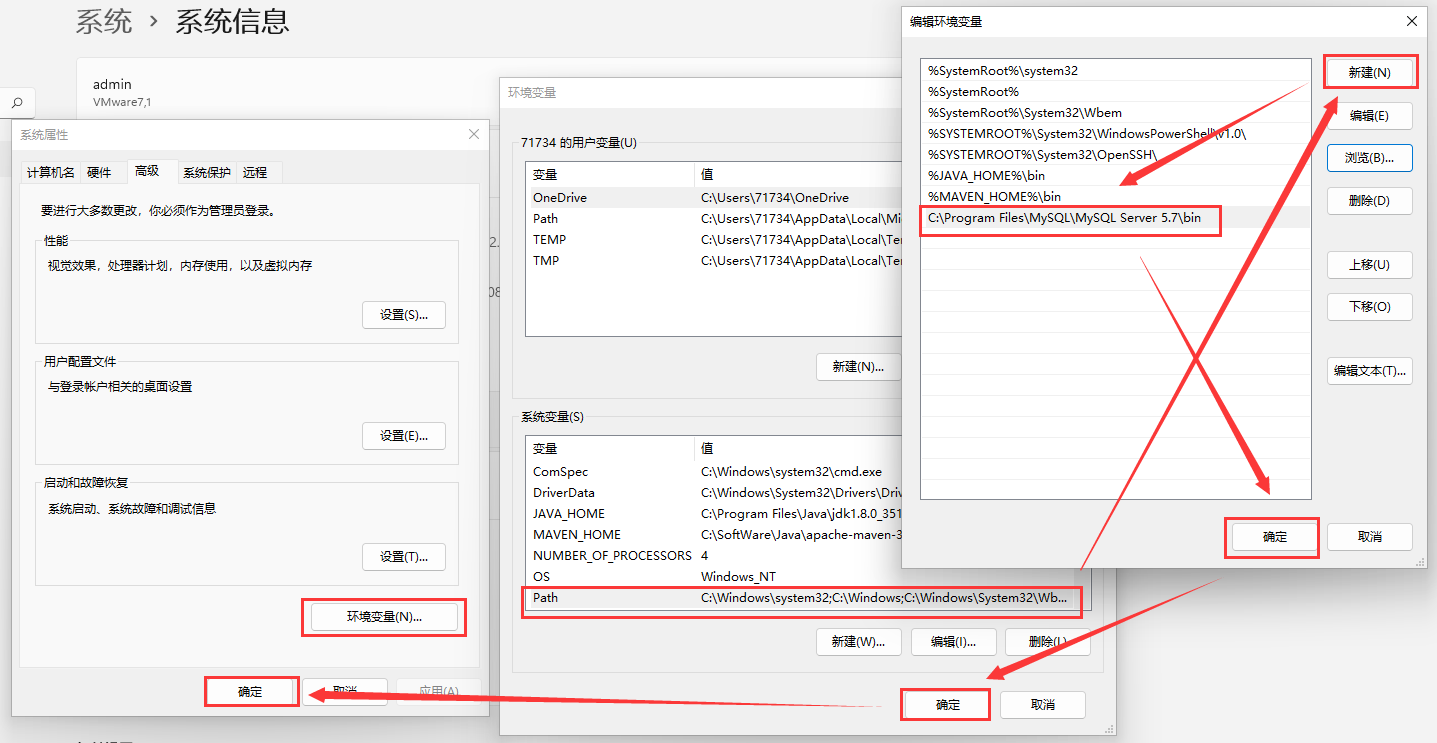 系统 › 系统信息
admin
VMware7,1
系统属性
计算机名 硬件 高级 系统保护 远程
要进行大多数更改，你必须作为管理员登录。
性能
视觉效果，处理器计划，内存使用，以及虚拟内存
设置(S)...
用户配置文件
与登录帐户相关的桌面设置
设置(E)...
启动和故障恢复
系统启动、系统故障和调试信息
设置(T)...
环境变量(N)...
确定 取消 应用(A)
环境变量
71734 的用户变量(U)
变量 值
OneDrive C:\Users\71734\OneDrive
Path C:\Users\71734\AppData\Local\Mi
TEMP C:\Users\71734\AppData\Local\Te
TMP C:\Users\71734\AppData\Local\Te
新建(N)...
系统变量(S)
变量 值
ComSpec C:\Windows\system32\cmd.exe
DriverData C:\Windows\System32\Drivers\Driv
JAVA_HOME C:\Program Files\Java\jdk1.8.0_351
MAVEN_HOME C:\SoftWare\Java\apache-maven-3
NUMBER_OF_PROCESSORS 4
OS Windows_NT
Path C:\Windows\system32;C:\Windows;C:\Windows\System32\Wb...
新建(W)... 编辑(I)... 删除(L)
确定 取消
编辑环境变量
%SystemRoot%\system32
%SystemRoot%
%SystemRoot%\System32\Wbem
%SYSTEMROOT%\System32\WindowsPowerShell\v1.0\
%SYSTEMROOT%\System32\OpenSSH\
%JAVA_HOME%\bin
%MAVEN_HOME%\bin
C:\Program Files\MySQL\MySQL Server 5.7\bin
新建(N)
编辑(E)
浏览(B)...
删除(D)
上移(U)
下移(O)
编辑文本(T)...
确定 取消